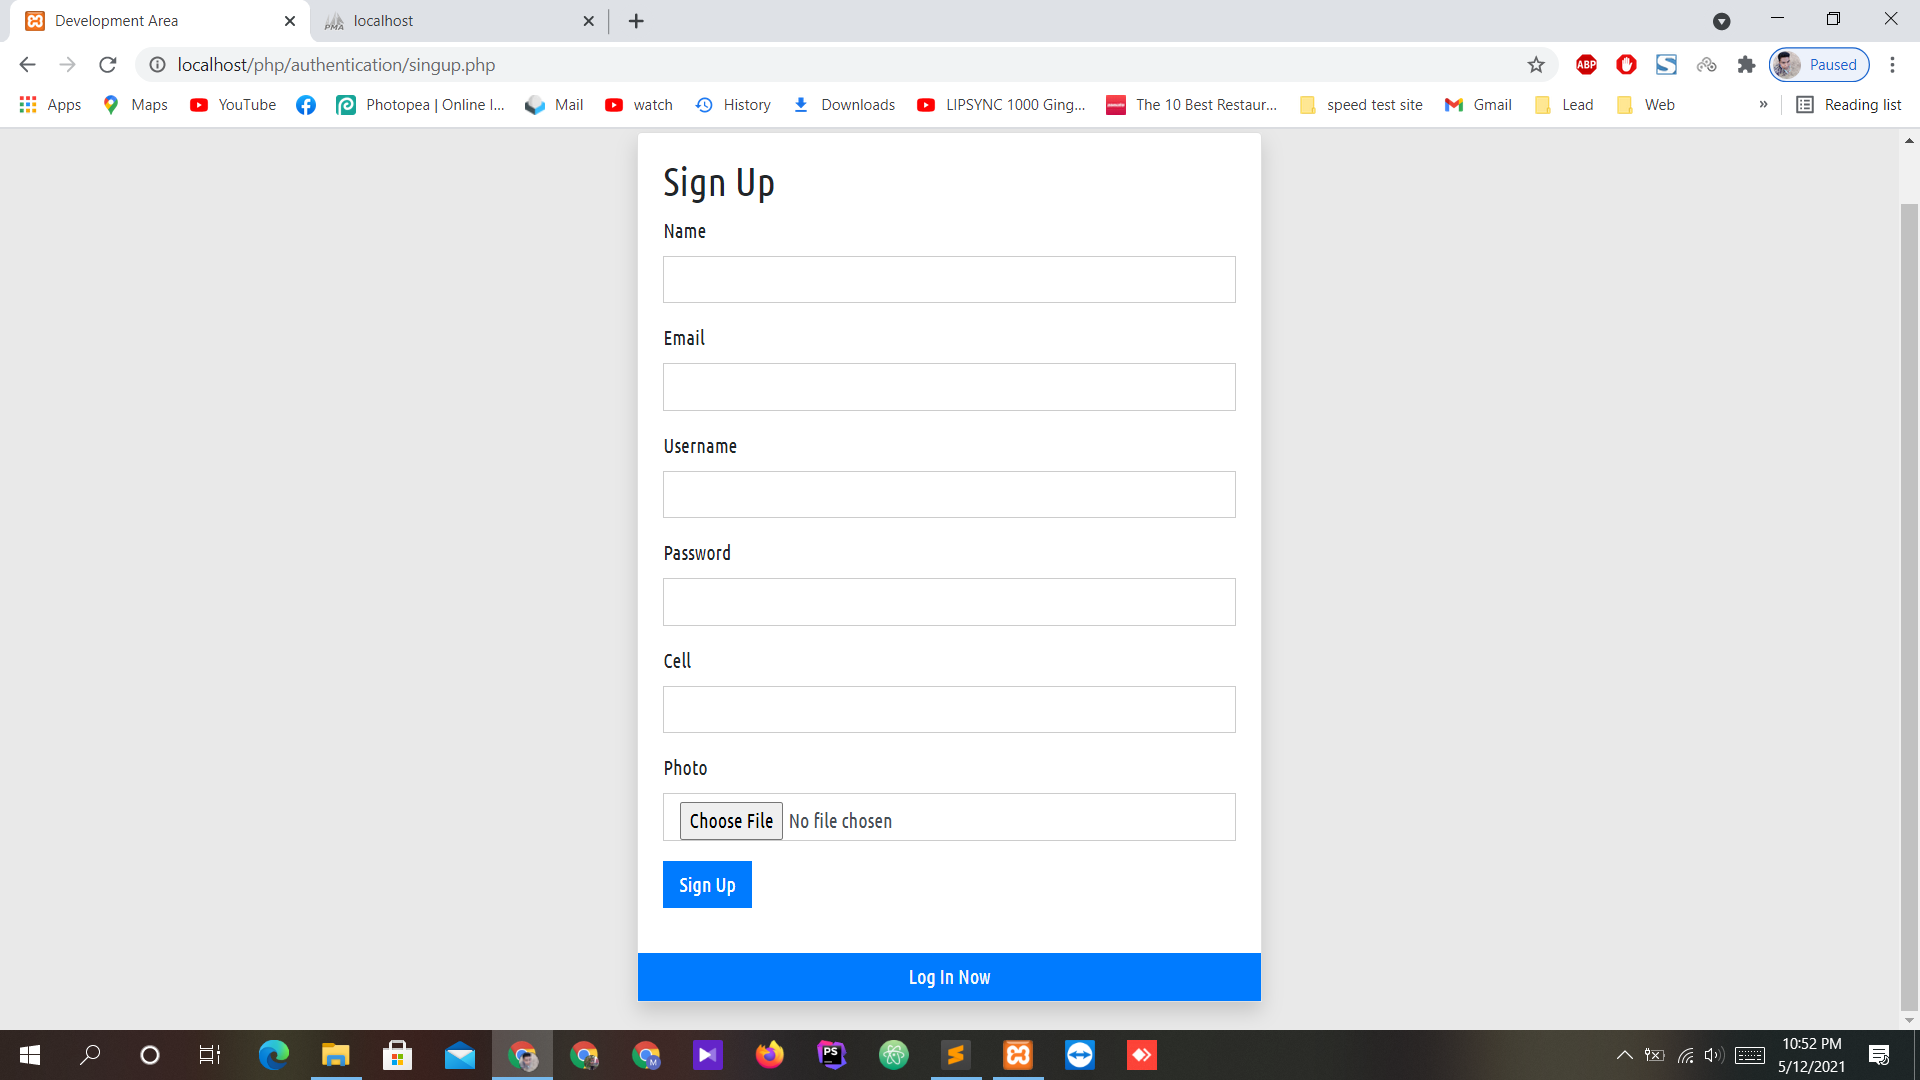 Development Area
localhost
localhost/php/authentication/singup.php
ABP
Paused
Apps
Maps
YouTube
Photopea | Online I...
Mail
watch
History
Downloads
LIPSYNC 1000 Ging...
The 10 Best Restaur...
speed test site
Gmail
Lead
Web
»
Reading list
Sign Up
Name
Email
Username
Password
Cell
Photo
Choose File No file chosen
Sign Up
Log In Now
10:52 PM
5/12/2021